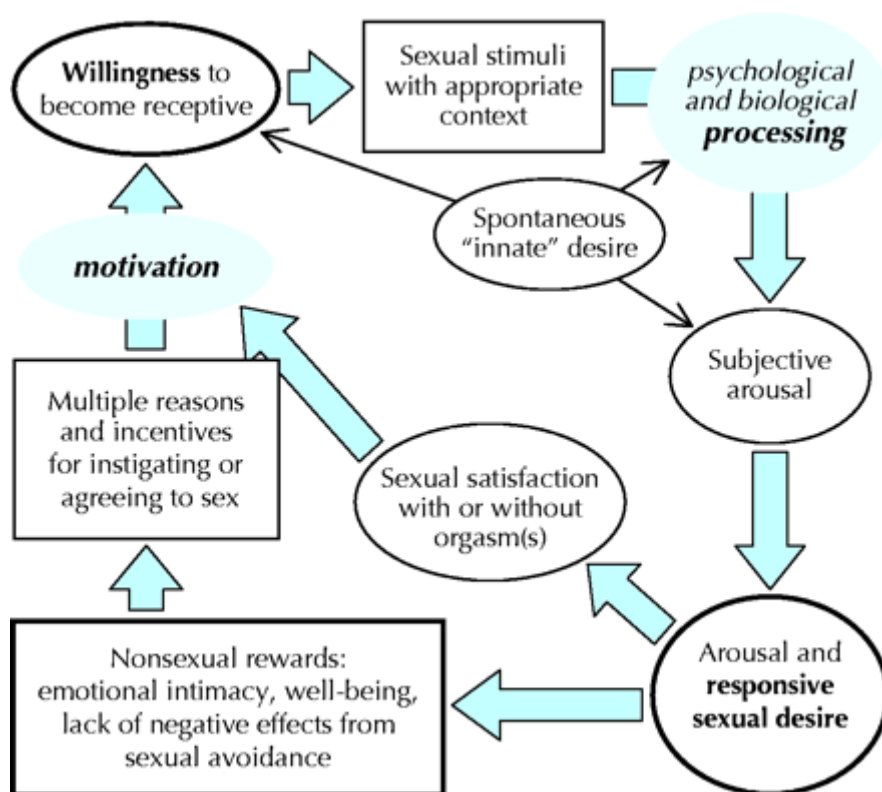 Willingness to
become receptive
Sexual stimuli
with appropriate
context
psychological
and biological
processing
Spontaneous
“innate” desire
motivation
Subjective
arousal
Multiple reasons
and incentives
for instigating or
agreeing to sex
Sexual satisfaction
with or without
orgasm(s)
Nonsexual rewards:
emotional intimacy, well-being,
lack of negative effects from
sexual avoidance
Arousal and
responsive
sexual desire